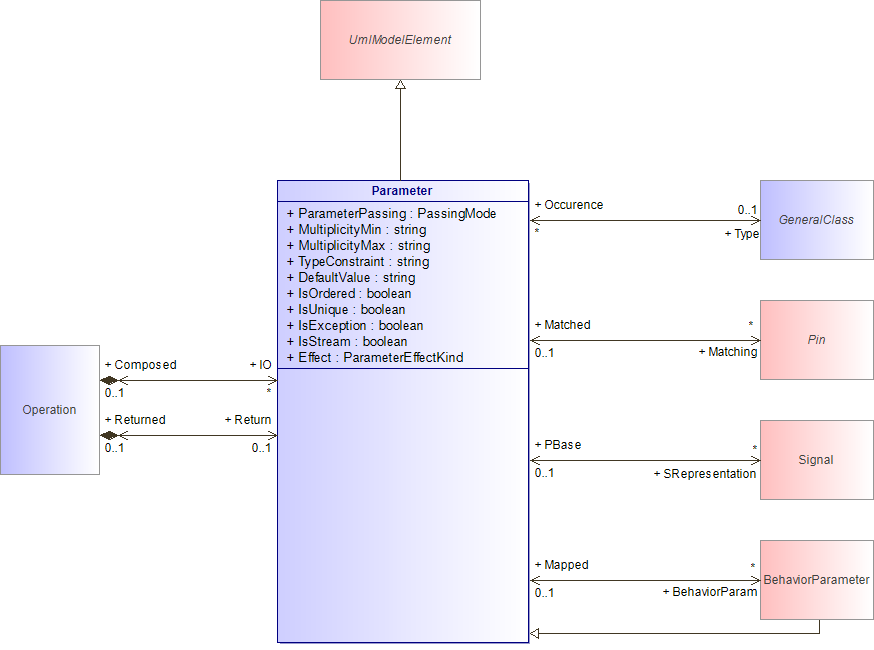 UmlModelElement
Parameter
+ ParameterPassing : PassingMode
+ MultiplicityMin : string
+ MultiplicityMax : string
+ TypeConstraint : string
+ DefaultValue : string
+ IsOrdered : boolean
+ IsUnique : boolean
+ IsException : boolean
+ IsStream : boolean
+ Effect : ParameterEffectKind
+ Occurence
0..1
*
+ Type
GeneralClass
+ Matched
*
0..1
+ Matching
Pin
+ Composed
+ IO
0..1
*
Operation
+ Returned
+ Return
0..1
0..1
+ PBase
*
0..1
+ SRepresentation
Signal
+ Mapped
*
0..1
+ BehaviorParam
BehaviorParameter